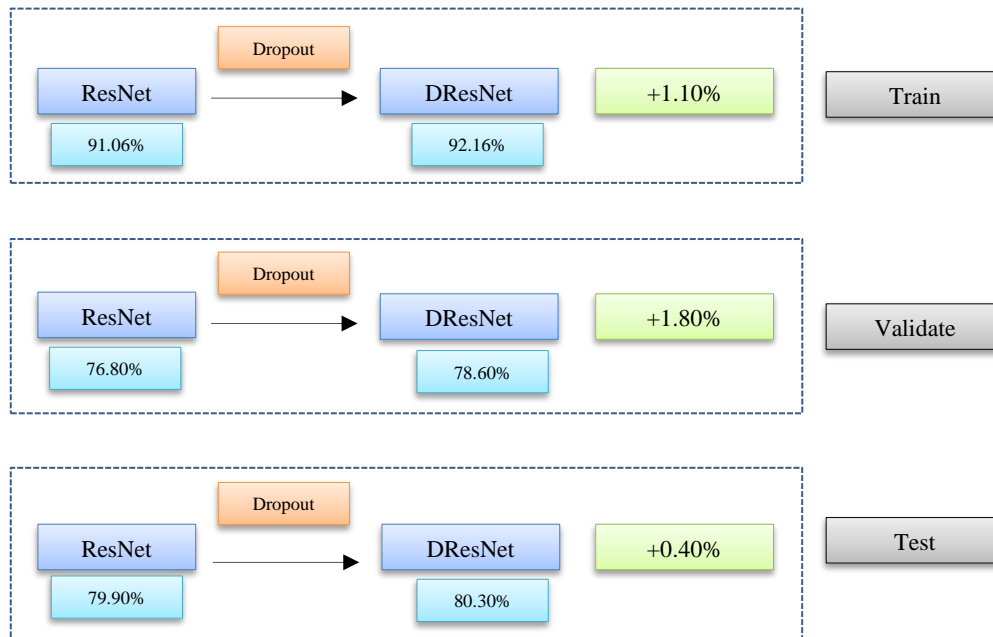 Dropout
ResNet
DResNet
+1.10%
Train
91.06%
92.16%
Dropout
ResNet
DResNet
+1.80%
Validate
76.80%
78.60%
Dropout
ResNet
DResNet
+0.40%
Test
79.90%
80.30%